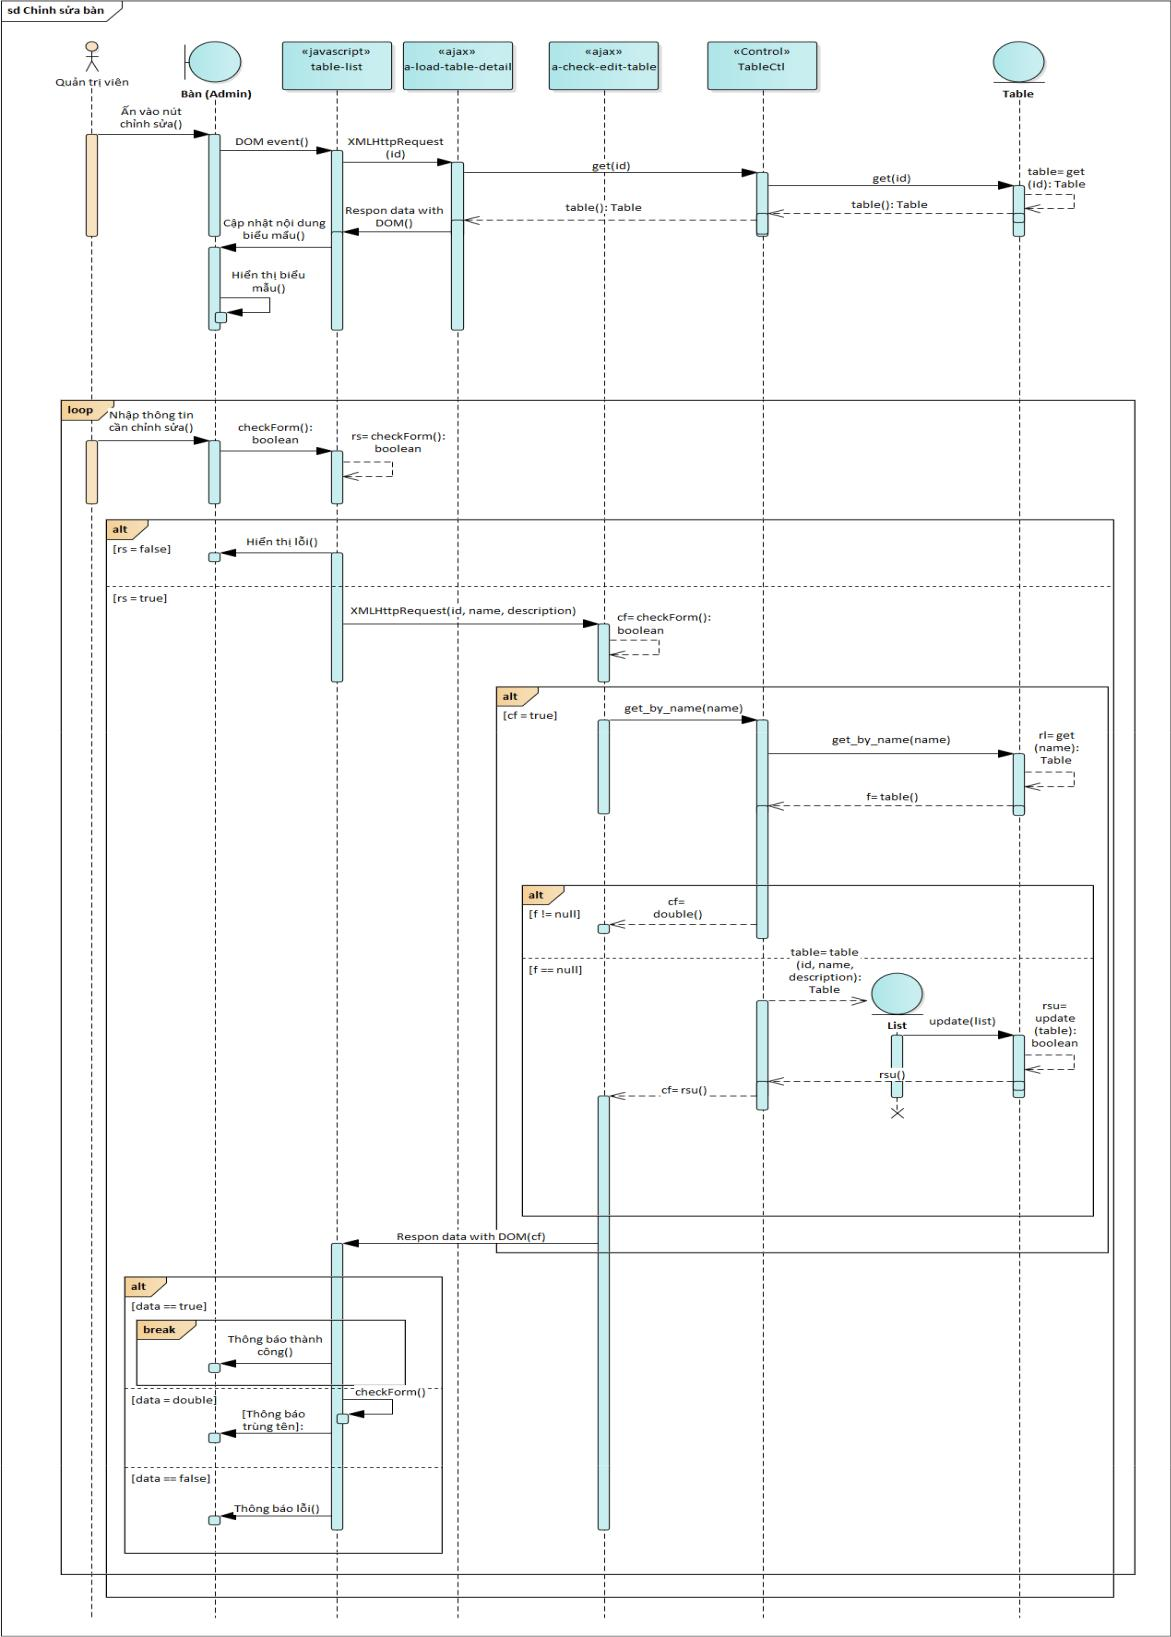 sd Chỉnh sửa bàn
Quản trị viên
Bàn (Admin)
«javascript»
table-list
«ajax»
a-load-table-detail
«ajax»
a-check-edit-table
«Control»
TableCtl
Table
Ấn vào nút
chỉnh sửa()
DOM event()
XMLHttpRequest
(id)
get(id)
get(id)
table= get
(id): Table
table(): Table
table(): Table
Respon data with
DOM()
Cập nhật nội dung
biểu mẫu()
Hiển thị biểu
mẫu()
loop
Nhập thông tin
cần chỉnh sửa()
checkForm():
boolean
rs= checkForm():
boolean
alt
[rs = false]
Hiển thị lỗi()
[rs = true]
XMLHttpRequest(id, name, description)
cf= checkForm():
boolean
alt
[cf = true]
get_by_name(name)
get_by_name(name)
rl= get
(name):
Table
f= table()
alt
[f != null]
cf=
double()
[f == null]
table= table
(id, name,
description):
Table
List
update(list)
rsu=
update
(table):
boolean
rsu()
cf= rsu()
Respon data with DOM(cf)
alt
[data == true]
break
Thông báo thành
công()
[data = double]
checkForm()
[Thông báo
trùng tên]:
[data == false]
Thông báo lỗi()